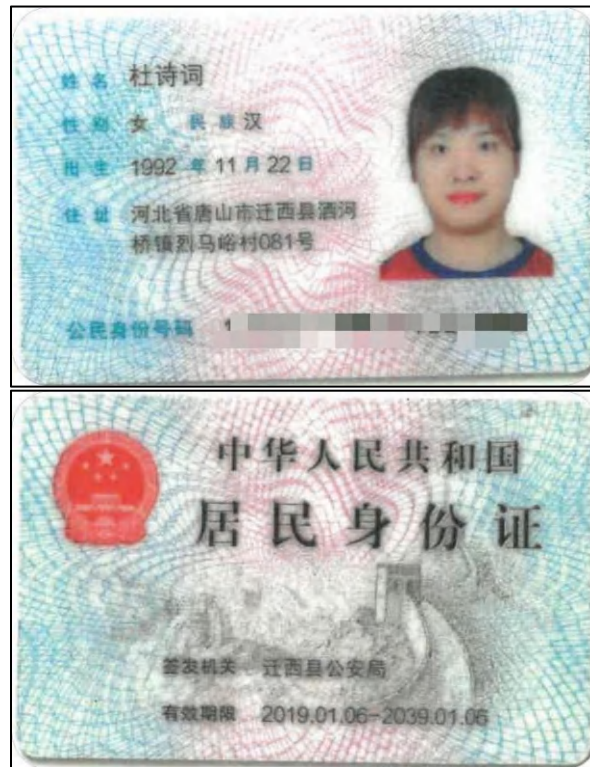 姓名 杜诗词
性别 女 民族 汉
出生 1992 年 11 月 22 日
住址 河北省唐山市迁西县洒河
桥镇烈马峪村081号
公民身份号码
中华人民共和国
居民身份证
签发机关 迁西县公安局
有效期限 2019.01.06-2039.01.06